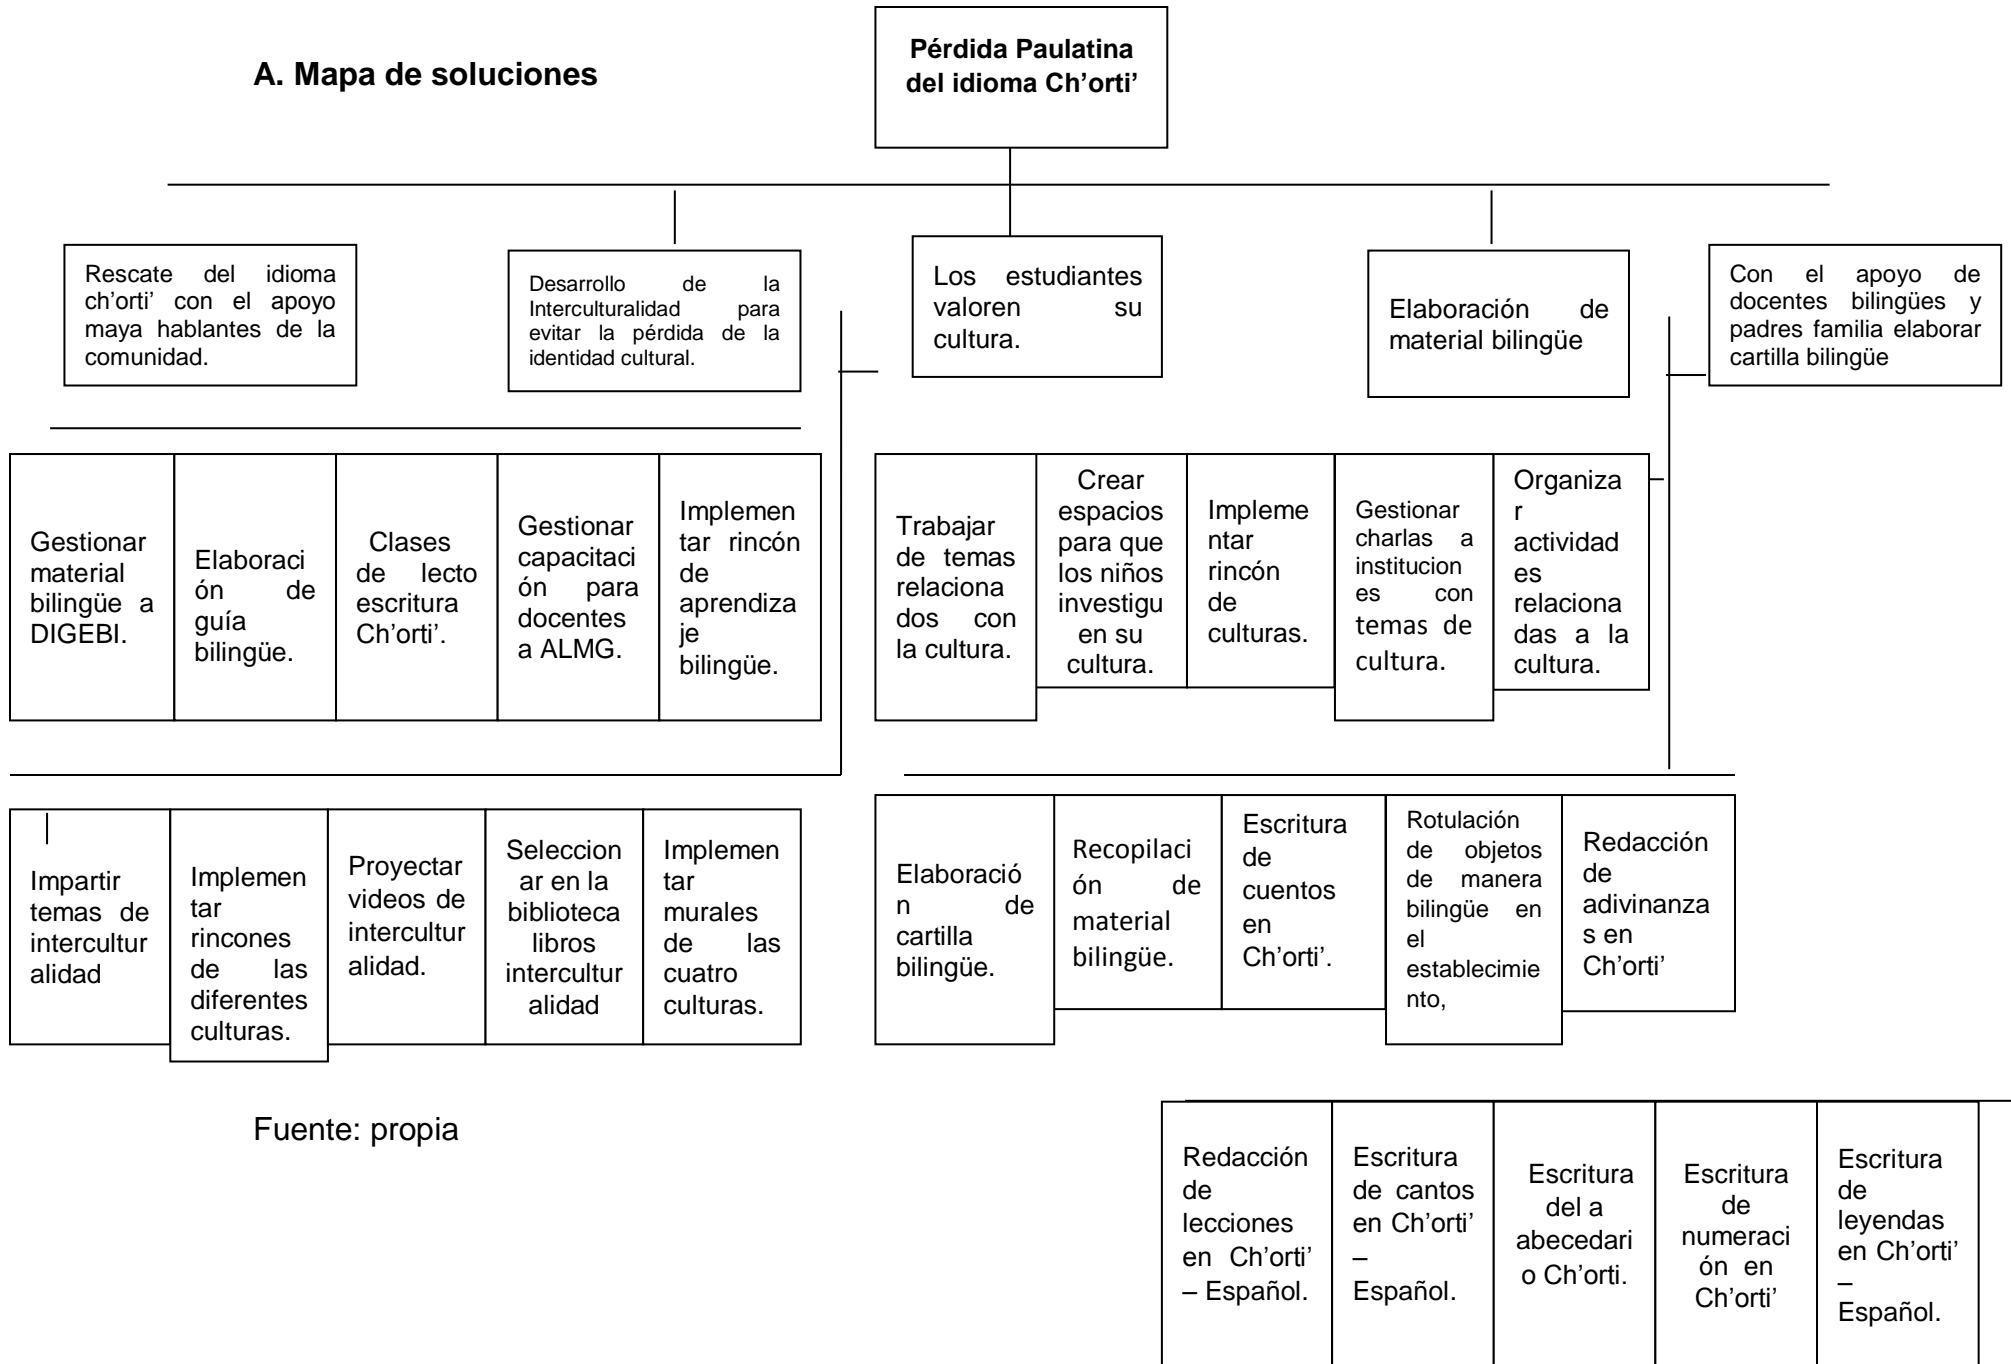 A. Mapa de soluciones
Pérdida Paulatina
del idioma Ch’orti’
Rescate del idioma
ch’orti’ con el apoyo
maya hablantes de la
comunidad.
Desarrollo de la
Interculturalidad para
evitar la pérdida de la
identidad cultural.
Los estudiantes
valoren su
cultura.
Elaboración de
material bilingüe
Con el apoyo de
docentes bilingües y
padres familia elaborar
cartilla bilingüe
Gestionar
material
bilingüe a
DIGEBI.
Elaboraci
ón de
guía
bilingüe.
Clases
de lecto
escritura
Ch’orti’.
Gestionar
capacitaci
ón para
docentes
a ALMG.
Implemen
tar rincón
de
aprendiza
je
bilingüe.
Trabajar
de temas
relaciona
dos con
la cultura.
Crear
espacios
para que
los niños
investigu
en su
cultura.
Impleme
ntar
rincón
de
culturas.
Gestionar
charlas a
institucion
es con
temas de
cultura.
Organiza
r
actividad
es
relaciona
das a la
cultura.
Impartir
temas de
intercultur
alidad
Implemen
tar
rincones
de las
diferentes
culturas.
Proyectar
videos de
intercultur
alidad.
Seleccion
ar en la
biblioteca
libros
intercultur
alidad
Implemen
tar
murales
de las
cuatro
culturas.
Elaboració
n de
cartilla
bilingüe.
Recopilaci
ón de
material
bilingüe.
Escritura
de
cuentos
en
Ch’orti’.
Rotulación
de objetos
de manera
bilingüe en
el
establecimie
nto,
Redacción
de
adivinanza
s en
Ch’orti’
Fuente: propia
Redacción
de
lecciones
en Ch’orti’
– Español.
Escritura
de cantos
en Ch’orti’
–
Español.
Escritura
del a
abecedari
o Ch’orti.
Escritura
de
numeraci
ón en
Ch’orti’
Escritura
de
leyendas
en Ch’orti’
–
Español.